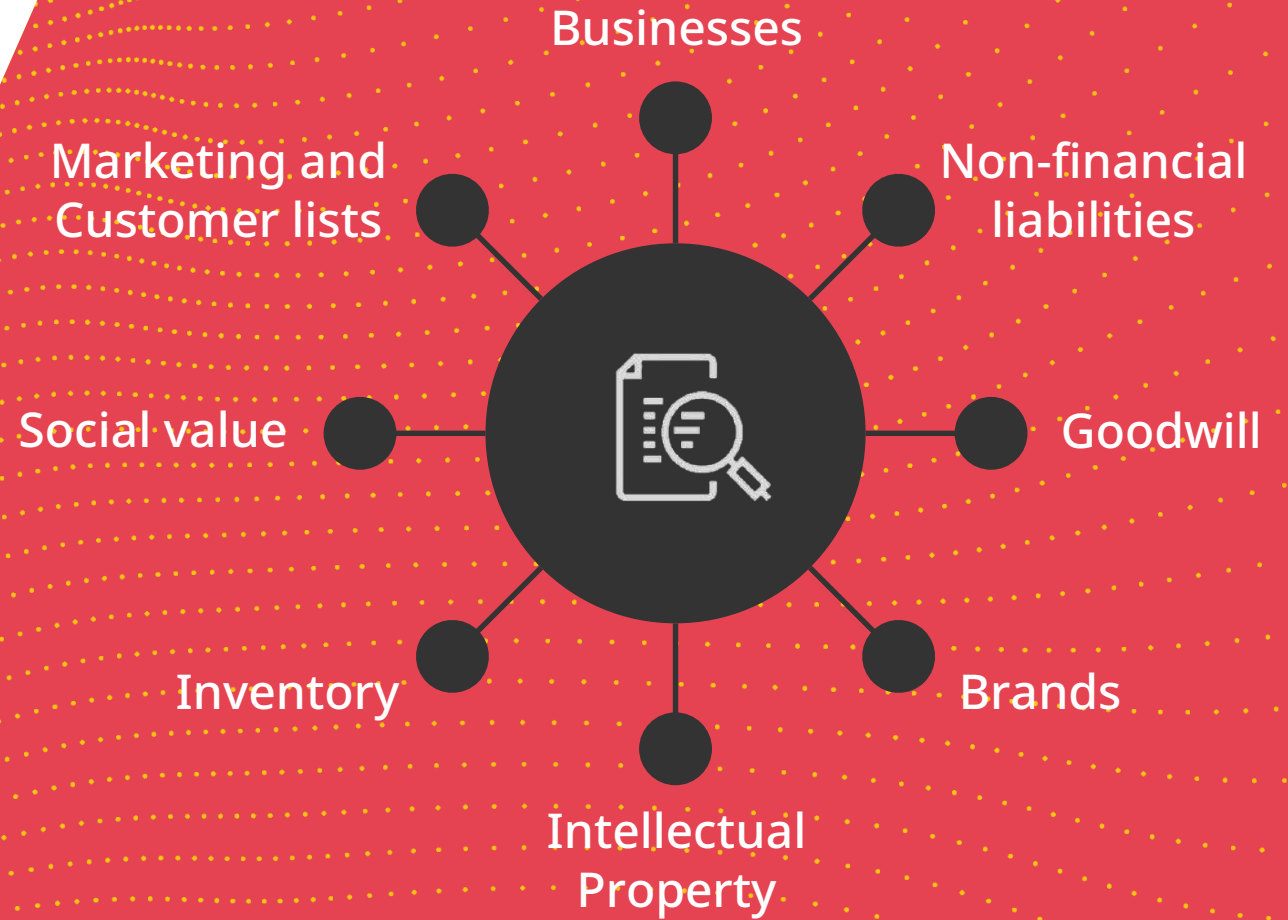 Businesses
Marketing and
Customer lists
Non-financial
liabilities
Social value
Goodwill
Inventory
Brands
Intellectual
Property